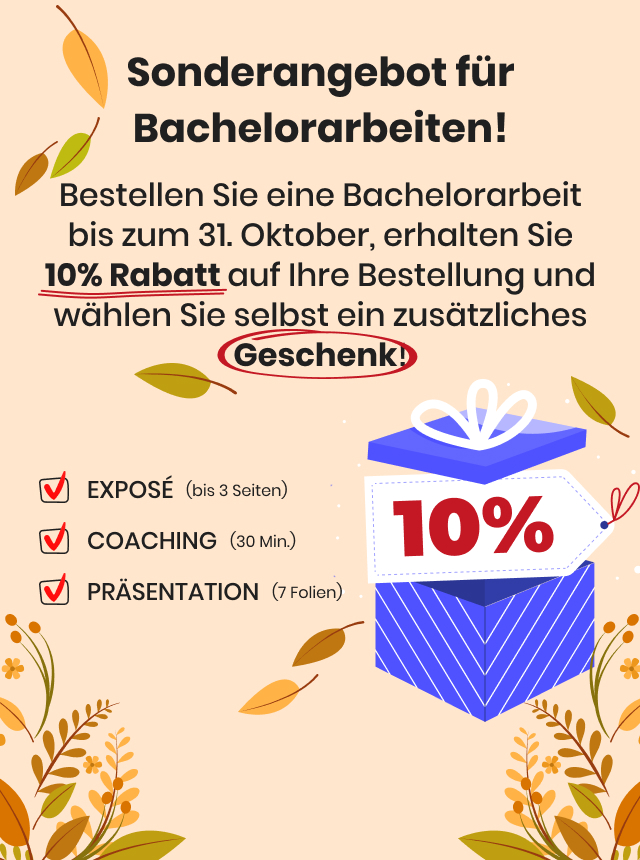 Sonderangebot für
Bachelorarbeiten!
Bestellen Sie eine Bachelorarbeit
bis zum 31. Oktober, erhalten Sie
10% Rabatt auf Ihre Bestellung und
wählen Sie selbst ein zusätzliches
Geschenk!
10%
EXPOSÉ (bis 3 Seiten)
COACHING (30 Min.)
PRÄSENTATION (7 Folien)